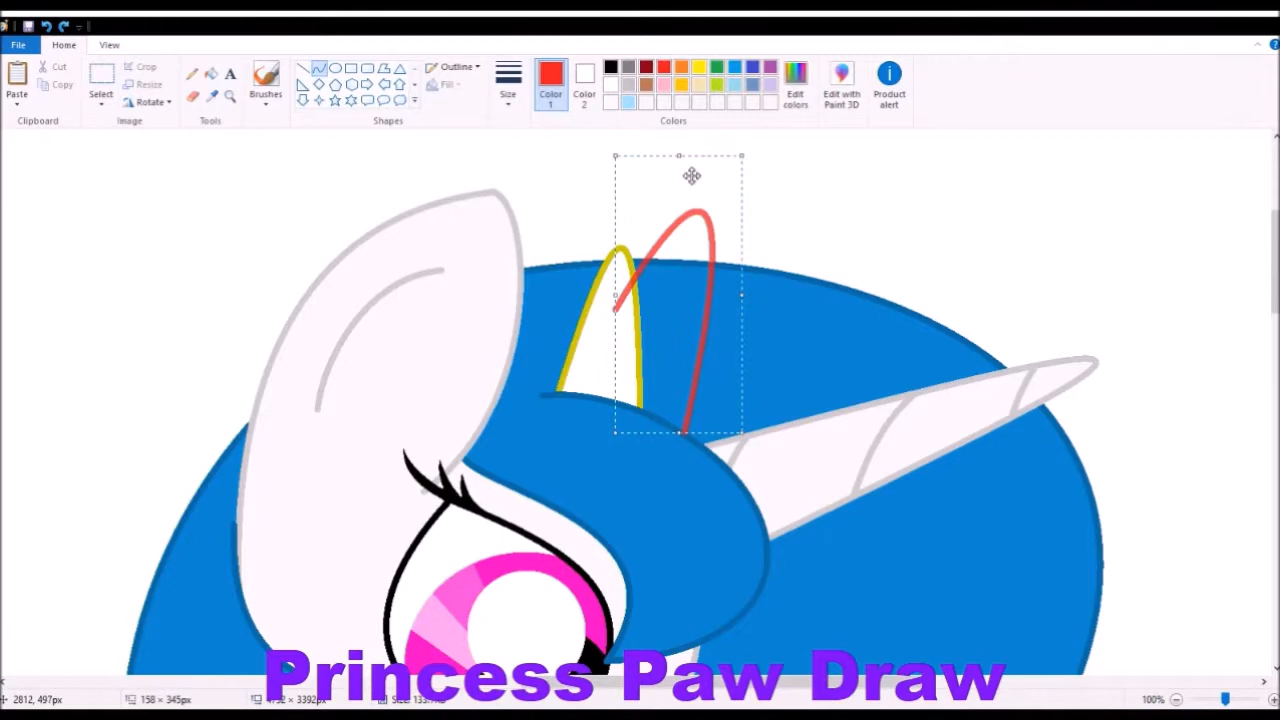 File Home View
Cut Crop Outline
Copy Resize Fill
Paste Select Rotate Brushes Size Color 1 Color 2 Edit colors Edit with Paint 3D Product alert
Clipboard Image Tools Shapes Colors
Princess Paw Draw
2812, 497px 158 × 345px 100%